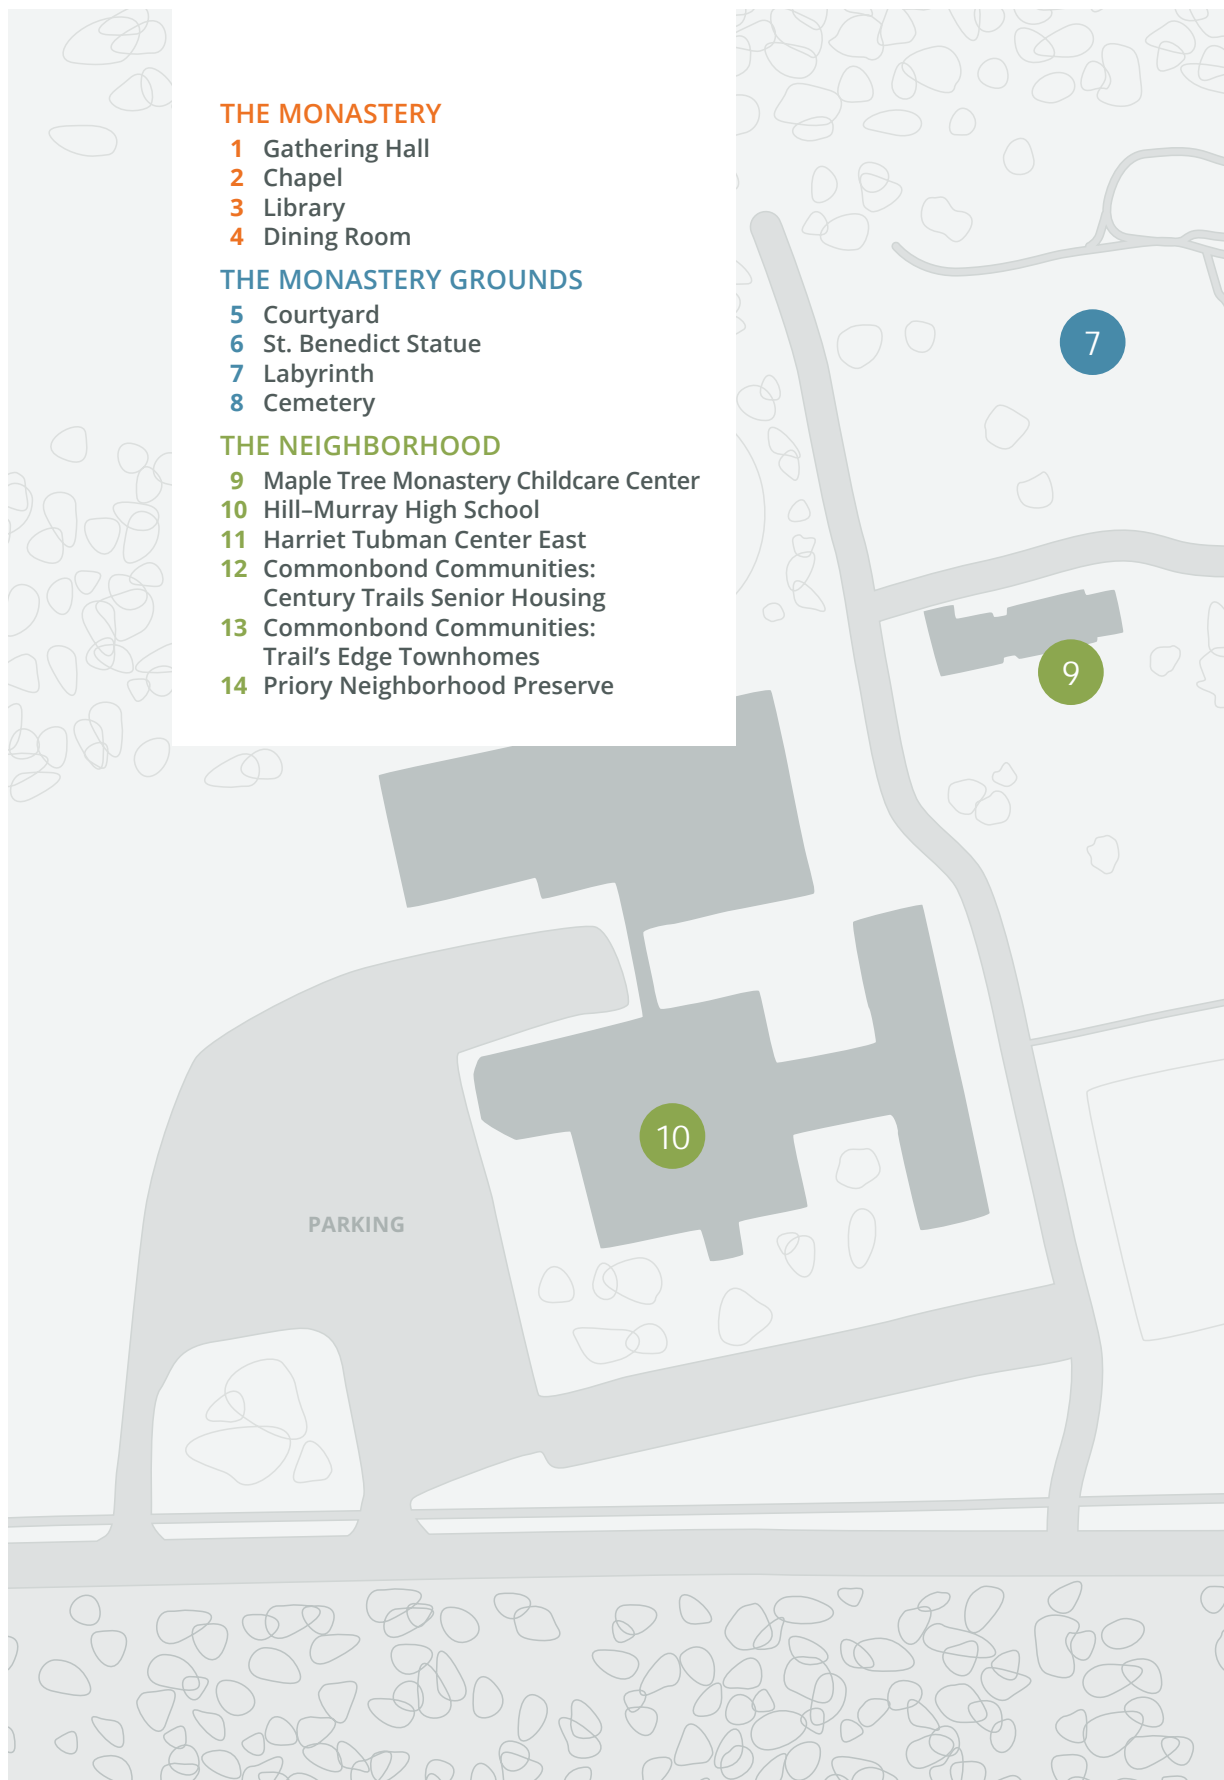 THE MONASTERY
1 Gathering Hall
2 Chapel
3 Library
4 Dining Room
THE MONASTERY GROUNDS
5 Courtyard
6 St. Benedict Statue
7 Labyrinth
8 Cemetery
THE NEIGHBORHOOD
9 Maple Tree Monastery Childcare Center
10 Hill–Murray High School
11 Harriet Tubman Center East
12 Commonbond Communities:
Century Trails Senior Housing
13 Commonbond Communities:
Trail's Edge Townhomes
14 Priory Neighborhood Preserve
7
9
10
PARKING